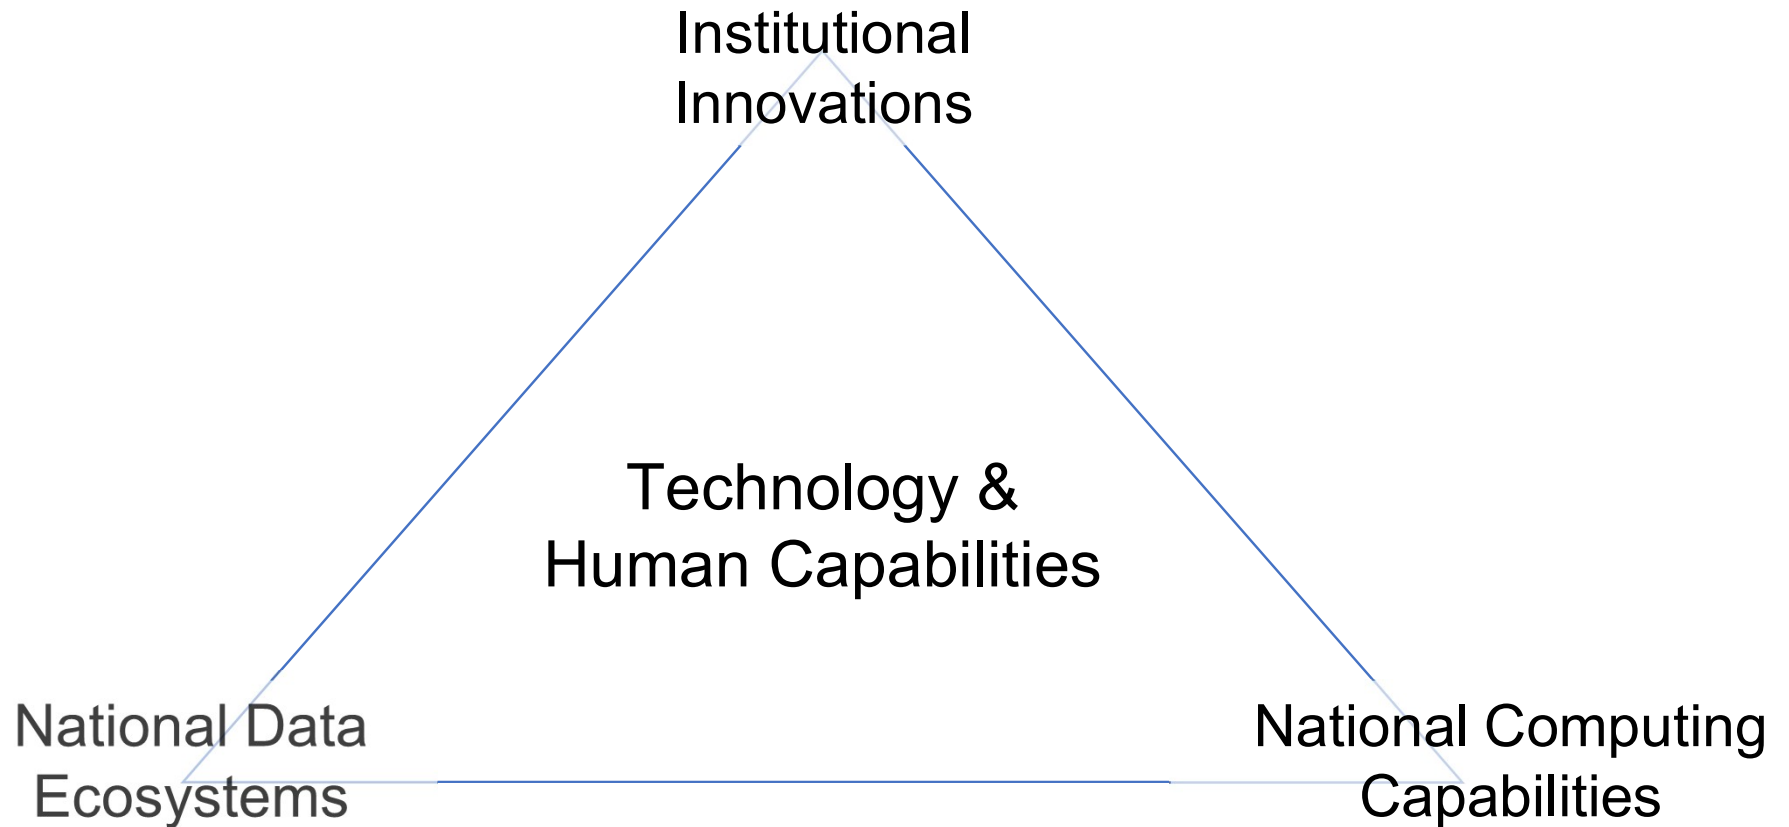 Institutional
Innovations
Technology &
Human Capabilities
National Data
Ecosystems
National Computing
Capabilities